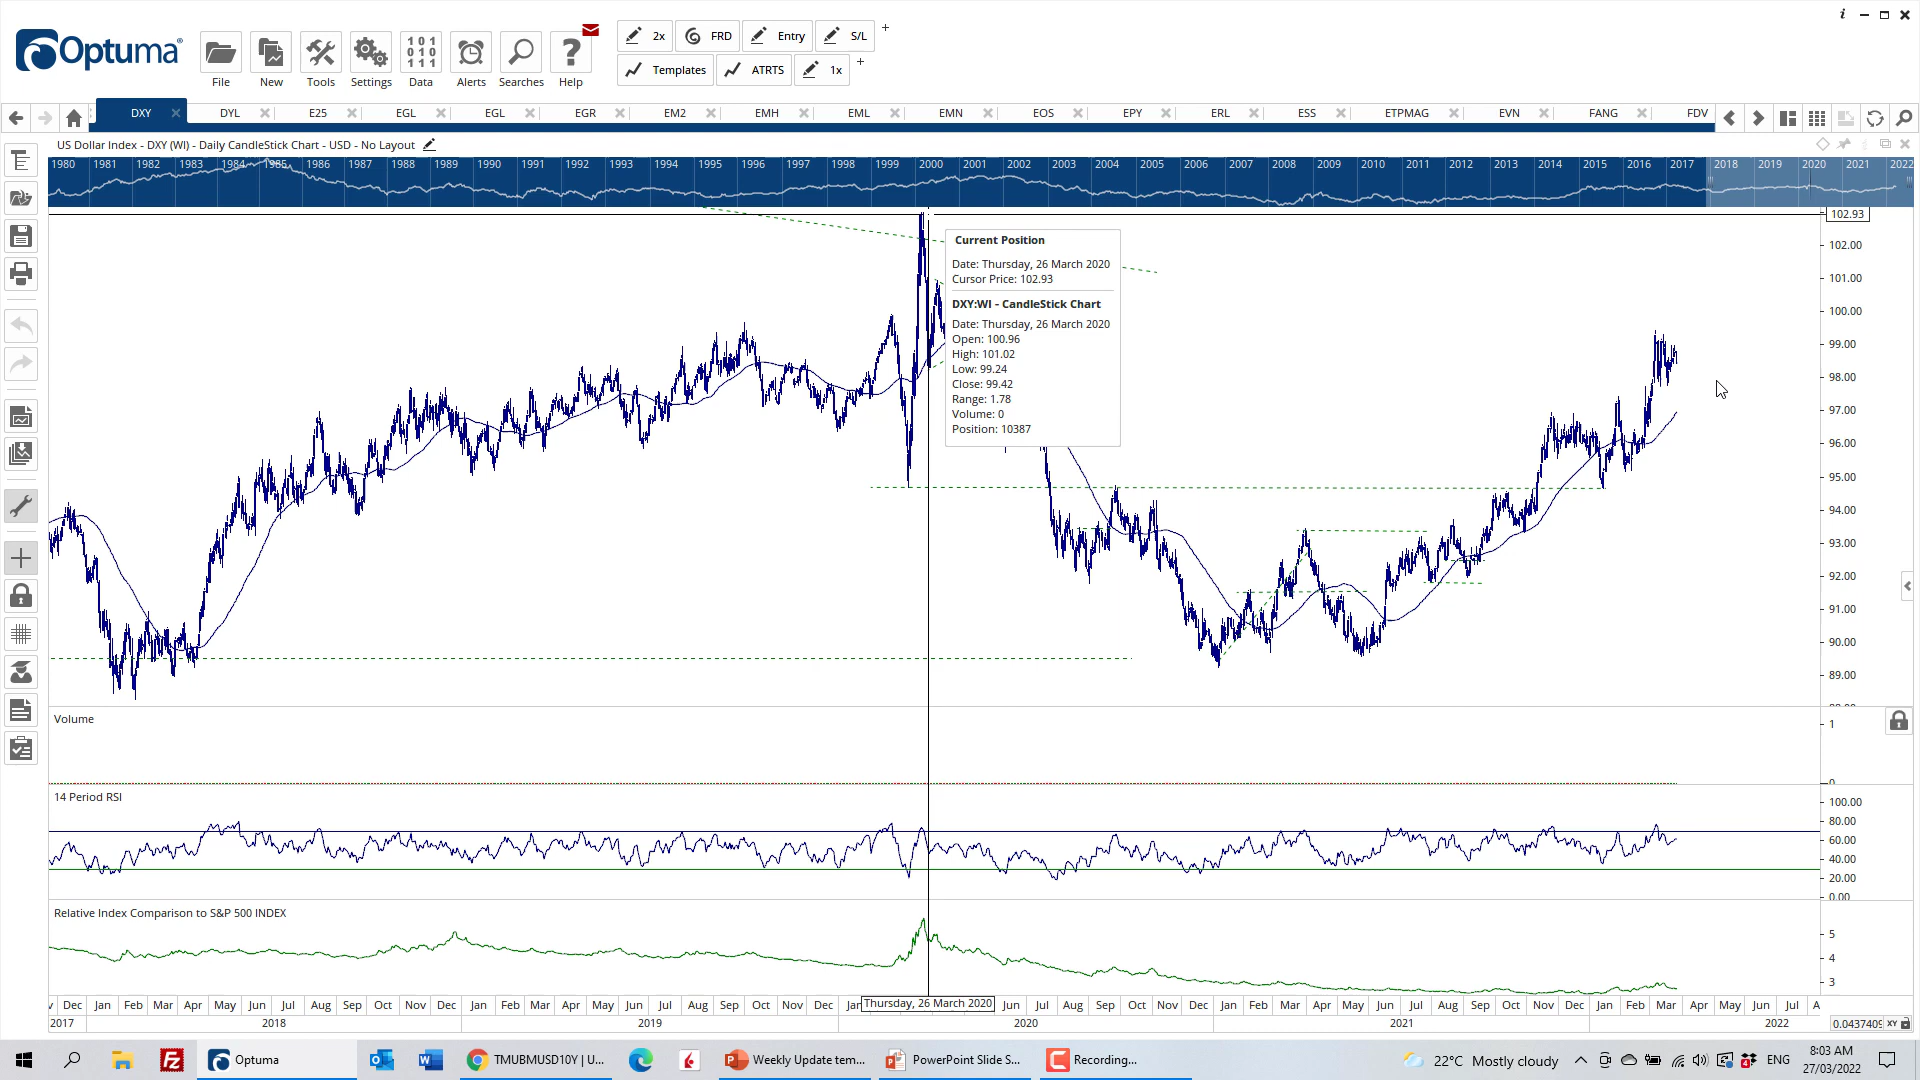 Optuma
File
New
Tools
Settings
Data
Alerts
Searches
Help
2x
FRD
Entry
S/L
Templates
ATRTS
1x
DXY
DYL
E25
EGL
EGL
EGR
EM2
EMH
EML
EMN
EOS
EPY
ERL
ESS
ETPMAG
EVN
FANG
FDV
US Dollar Index - DXY (WI) - Daily CandleStick Chart - USD - No Layout
1980 1981 1982 1983 1984 1985 1986 1987 1988 1989 1990 1991 1992 1993 1994 1995 1996 1997 1998 1999 2000 2001 2002 2003 2004 2005 2006 2007 2008 2009 2010 2011 2012 2013 2014 2015 2016 2017 2018 2019 2020 2021 2022
102.93
102.00
101.00
100.00
99.00
98.00
97.00
96.00
95.00
94.00
93.00
92.00
91.00
90.00
89.00
Current Position
Date: Thursday, 26 March 2020
Cursor Price: 102.93
DXY:WI - CandleStick Chart
Date: Thursday, 26 March 2020
Open: 100.96
High: 101.02
Low: 99.24
Close: 99.42
Range: 1.78
Volume: 0
Position: 10387
Volume
1
0
14 Period RSI
100.00
80.00
60.00
40.00
20.00
0.00
Relative Index Comparison to S&P 500 INDEX
5
4
3
Dec Jan Feb Mar Apr May Jun Jul Aug Sep Oct Nov Dec Jan Feb Mar Apr May Jun Jul Aug Sep Oct Nov Dec Thursday, 26 March 2020 Jun Jul Aug Sep Oct Nov Dec Jan Feb Mar Apr May Jun Jul Aug Sep Oct Nov Dec Jan Feb Mar Apr May Jun Jul A
2017 2018 2019 2020 2021 2022
0.0437409 XY
Optuma
TMUBMUSD10Y | U...
Weekly Update tem...
PowerPoint Slide S...
Recording...
22°C Mostly cloudy
ENG
8:03 AM
27/03/2022